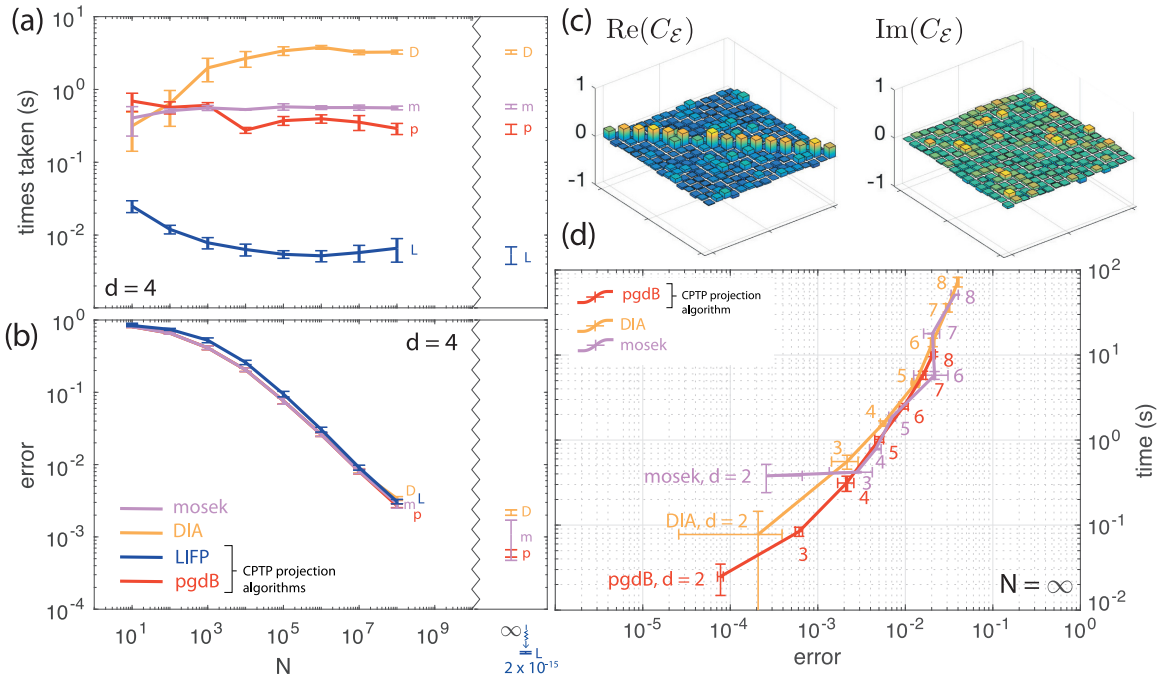 (a)
10^1
10^0
10^-1
10^-2
10^-3
times taken (s)
d = 4
D
m
p
L
D
m
p
L
(b)
10^0
10^-1
10^-2
10^-3
10^-4
error
d = 4
mosek
DIA
LIFP
pgdB
CPTP projection
algorithms
D
L
m
p
D
m
p
10^1
10^3
10^5
10^7
10^9
N
∞
L
2 x 10^-15
(c)
Re(C_ℰ)
Im(C_ℰ)
1
0
-1
1
0
-1
(d)
pgdB
CPTP projection
algorithm
DIA
mosek
8
8
7
7
6
8
5
6
7
4
6
5
3
5
4
mosek, d = 2
3
4
DIA, d = 2
3
pgdB, d = 2
N = ∞
10^2
10^1
10^0
10^-1
10^-2
time (s)
10^-5
10^-4
10^-3
10^-2
10^-1
10^0
error